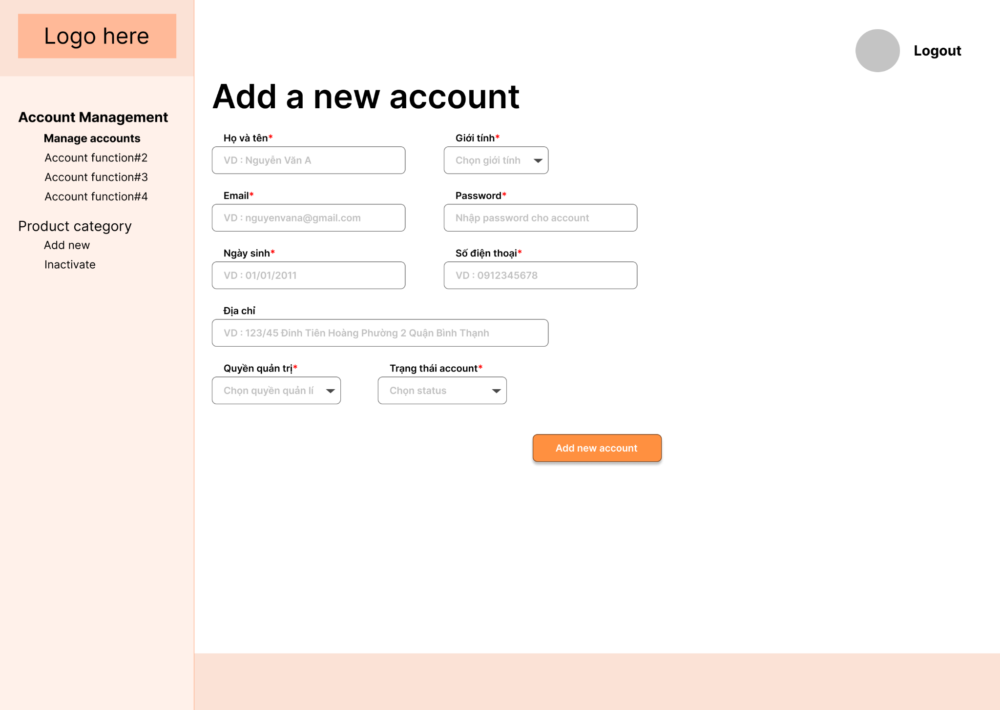 Logo here
Account Management
Manage accounts
Account function#2
Account function#3
Account function#4
Product category
Add new
Inactivate
Logout
Add a new account
Họ và tên*
VD : Nguyễn Văn A
Giới tính*
Chọn giới tính
Email*
VD : nguyenvana@gmail.com
Password*
Nhập password cho account
Ngày sinh*
VD : 01/01/2011
Số điện thoại*
VD : 0912345678
Địa chỉ
VD : 123/45 Đinh Tiên Hoàng Phường 2 Quận Bình Thạnh
Quyền quản trị*
Chọn quyền quản lí
Trạng thái account*
Chọn status
Add new account